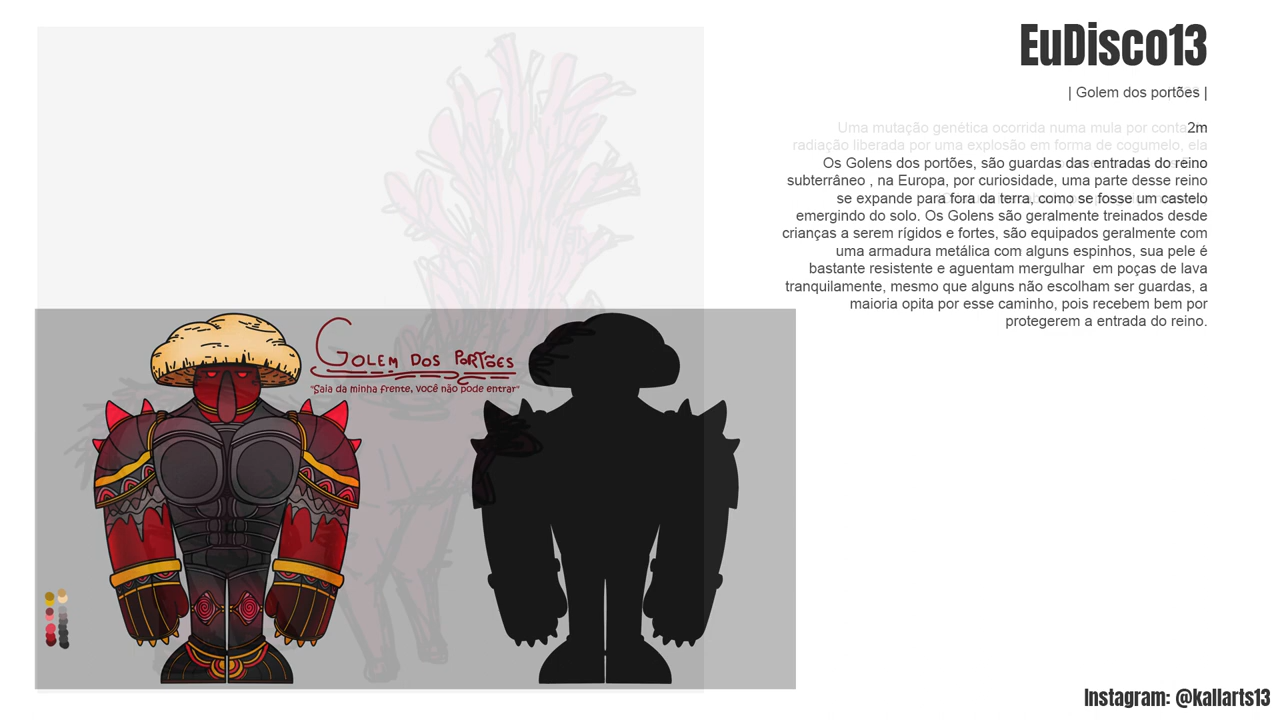 EuDisco13
| Golem dos portões |
2m
Uma mutação genética ocorrida numa mula por conta
radiação liberada por uma explosão em forma de cogumelo, ela
Os Golens dos portões, são guardas das entradas do reino
subterrâneo , na Europa, por curiosidade, uma parte desse reino
se expande para fora da terra, como se fosse um castelo
emergindo do solo. Os Golens são geralmente treinados desde
crianças a serem rígidos e fortes, são equipados geralmente com
uma armadura metálica com alguns espinhos, sua pele é
bastante resistente e aguentam mergulhar em poças de lava
tranquilamente, mesmo que alguns não escolham ser guardas, a
maioria opita por esse caminho, pois recebem bem por
protegerem a entrada do reino.
Golem dos Portões
"Saia da minha frente, você não pode entrar"
Instagram: @kallarts13